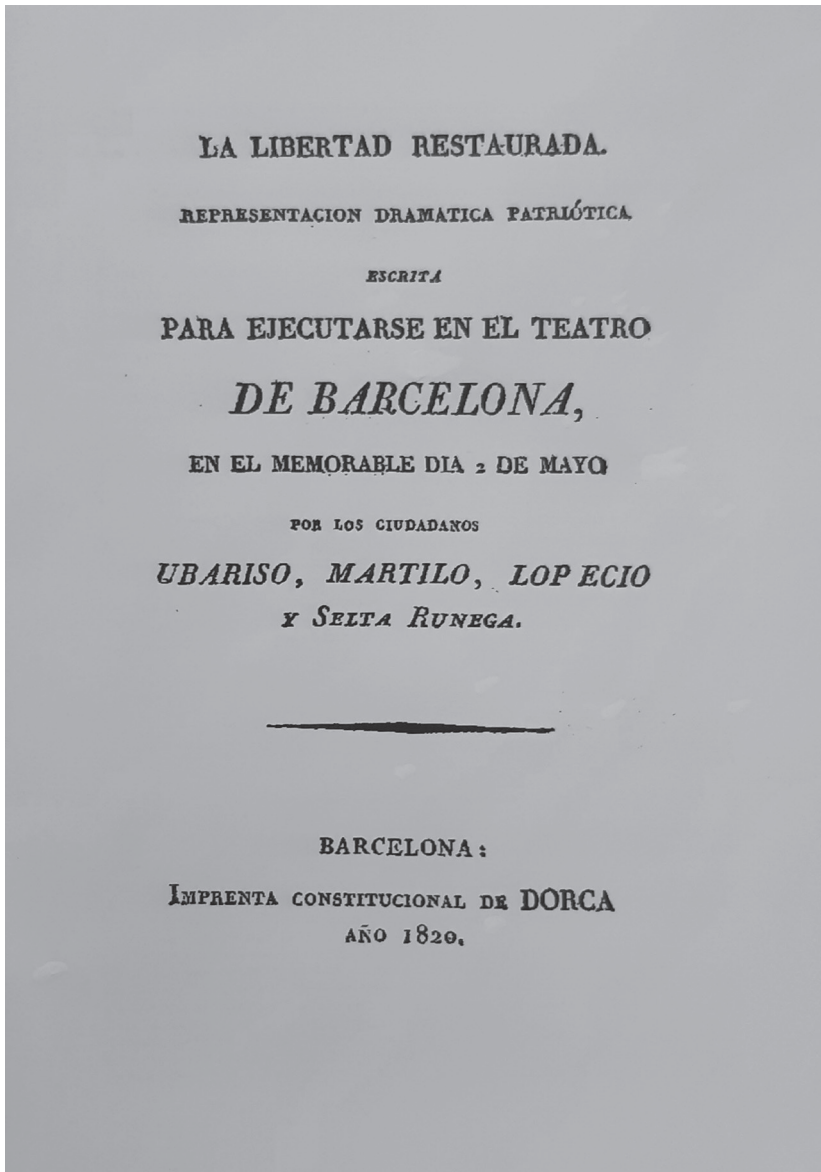 LA LIBERTAD RESTAURADA.
REPRESENTACION DRAMATICA PATRIÓTICA
ESCRITA
PARA EJECUTARSE EN EL TEATRO
DE BARCELONA,
EN EL MEMORABLE DIA 2 DE MAYO
POR LOS CIUDADANOS
UBARISO, MARTILO, LOPECIO
Y SELTA RUNEGA.
BARCELONA:
IMPRENTA CONSTITUCIONAL DE DORCA
AÑO 1820.